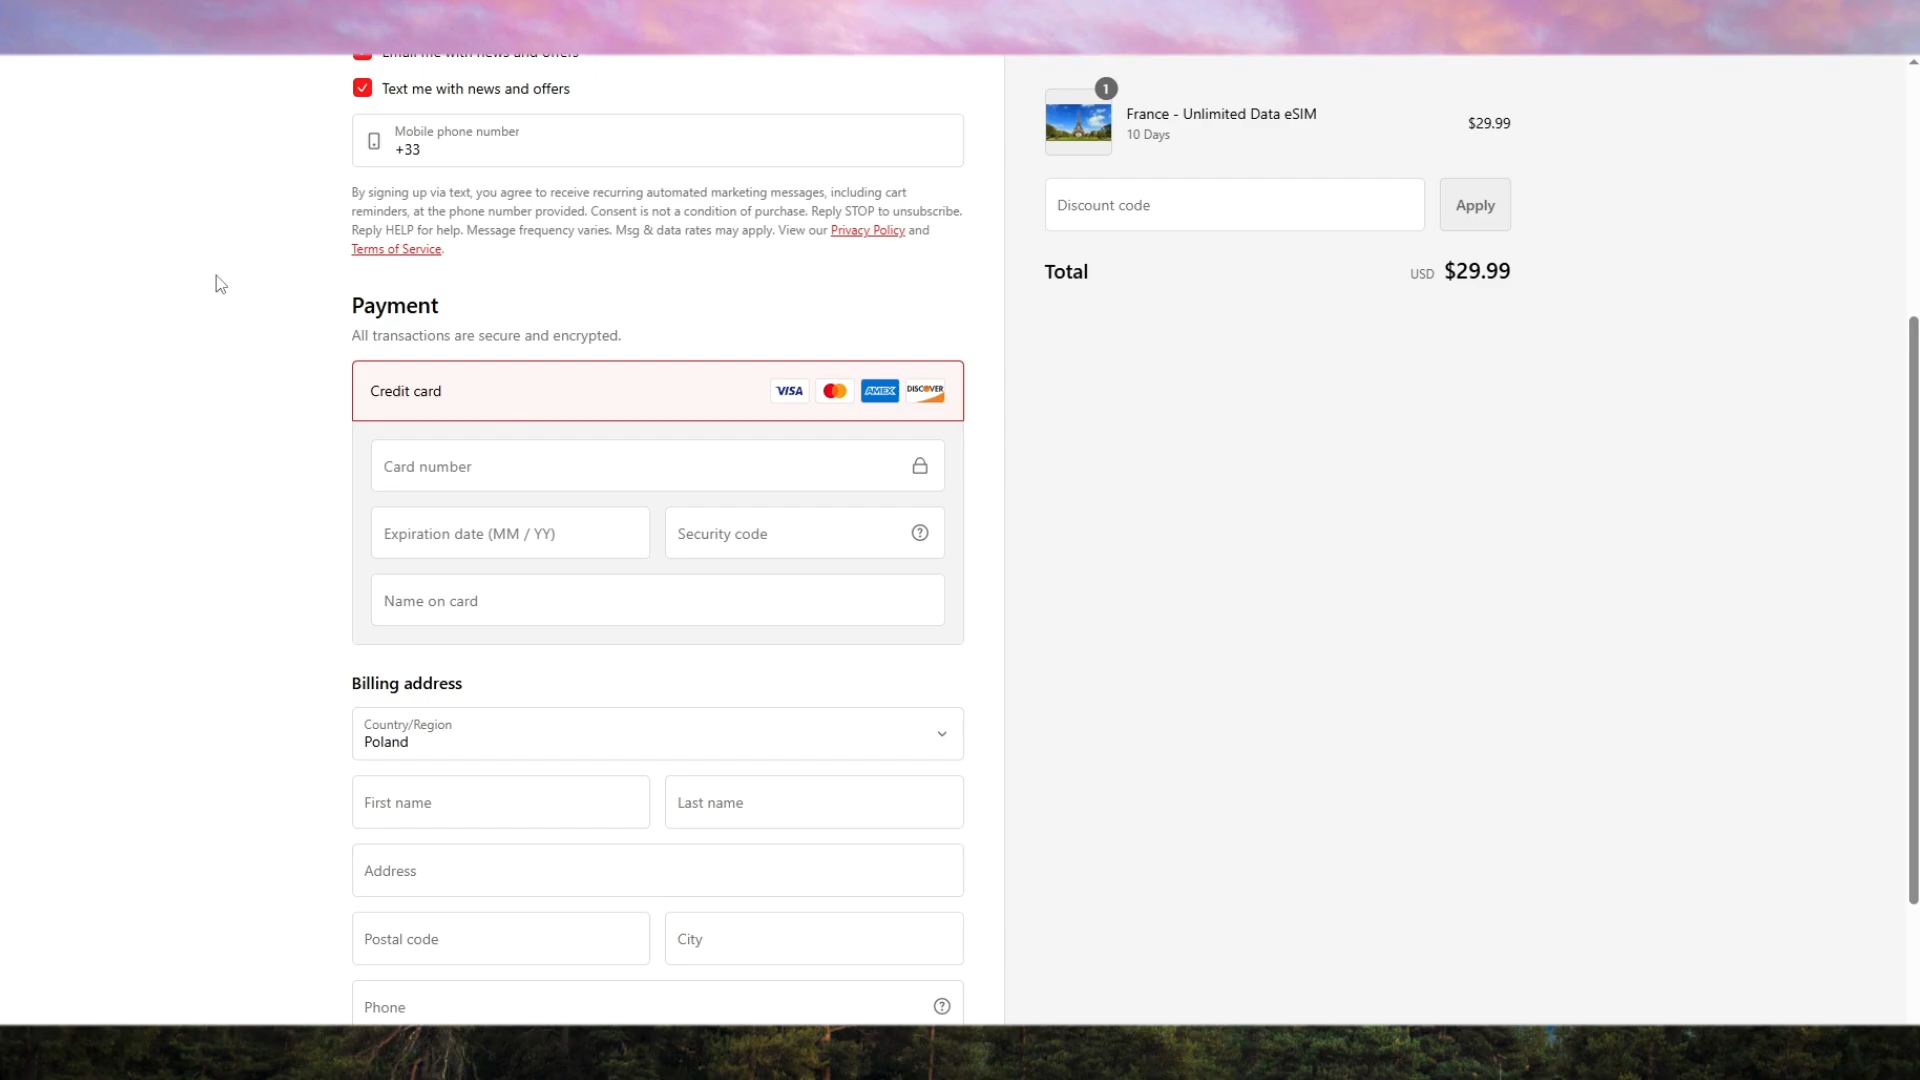 Email me with news and offers
Text me with news and offers
Mobile phone number
+33
By signing up via text, you agree to receive recurring automated marketing messages, including cart
reminders, at the phone number provided. Consent is not a condition of purchase. Reply STOP to unsubscribe.
Reply HELP for help. Message frequency varies. Msg & data rates may apply. View our Privacy Policy and
Terms of Service.
Payment
All transactions are secure and encrypted.
Credit card
VISA
AMEX
DISCOVER
Card number
Expiration date (MM / YY)
Security code
Name on card
Billing address
Country/Region
Poland
First name
Last name
Address
Postal code
City
Phone
1
France - Unlimited Data eSIM
10 Days
$29.99
Discount code
Apply
Total
USD $29.99